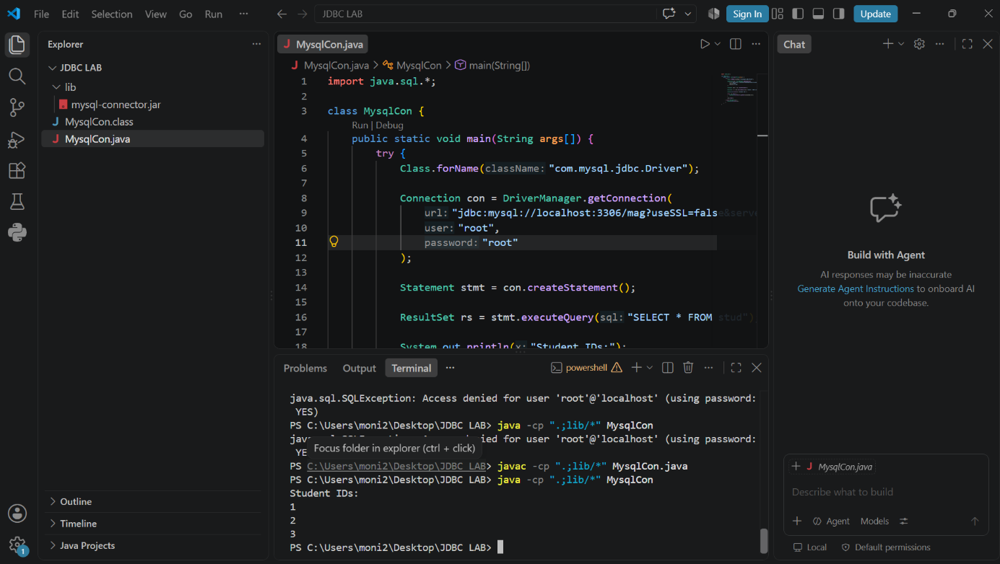 File Edit Selection View Go Run ···
JDBC LAB
Sign In
Update
Explorer ···
JDBC LAB
lib
mysql-connector.jar
J MysqlCon.class
J MysqlCon.java
Outline
Timeline
Java Projects
1
J MysqlCon.java
J MysqlCon.java > MysqlCon > main(String[])
1 import java.sql.*;
2
3 class MysqlCon {
Run | Debug
4 public static void main(String args[]) {
5 try {
6 Class.forName(className: "com.mysql.jdbc.Driver");
7
8 Connection con = DriverManager.getConnection(
9 url: "jdbc:mysql://localhost:3306/mag?useSSL=false&serve
10 user: "root",
11 password: "root"
12 );
13
14 Statement stmt = con.createStatement();
15
16 ResultSet rs = stmt.executeQuery(sql: "SELECT * FROM stud")
17
18 System.out.println(x: "Student IDs:");
Problems Output Terminal ···
powershell
java.sql.SQLException: Access denied for user 'root'@'localhost' (using password:
YES)
PS C:\Users\moni2\Desktop\JDBC LAB> java -cp ".;lib/*" MysqlCon
jav nied for user 'root'@'localhost' (using password:
YE
Focus folder in explorer (ctrl + click)
PS C:\Users\moni2\Desktop\JDBC LAB> javac -cp ".;lib/*" MysqlCon.java
PS C:\Users\moni2\Desktop\JDBC LAB> java -cp ".;lib/*" MysqlCon
Student IDs:
1
2
3
PS C:\Users\moni2\Desktop\JDBC LAB>
Chat
Build with Agent
AI responses may be inaccurate
Generate Agent Instructions to onboard AI
onto your codebase.
J MysqlCon.java
Describe what to build
Agent Models
Local Default permissions